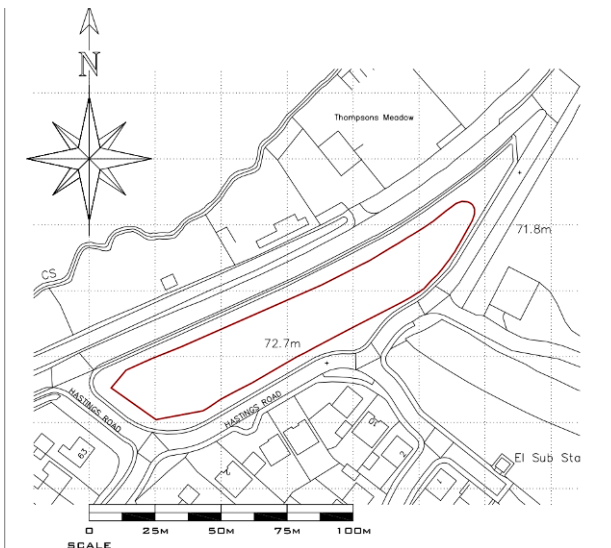 N
Thompsons Meadow
71.8m
CS
72.7m
HASTINGS ROAD
HASTINGS ROAD
63
2
10
2
1
El Sub Sta
0 25M 50M 75M 100M
SCALE